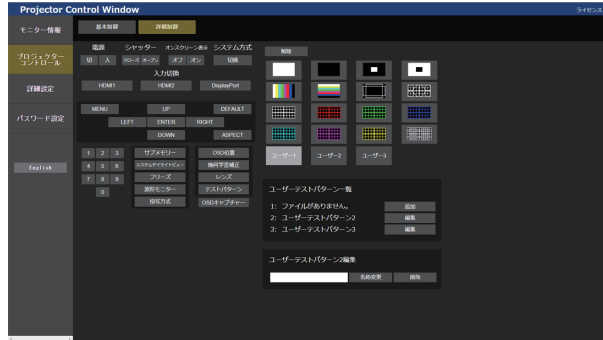 Projector Control Window
ライセンス
モニター情報
プロジェクター
コントロール
詳細設定
パスワード設定
English
基本制御
詳細制御
電源
シャッター
オンスクリーン表示
システム方式
切
入
クローズ
オープン
オフ
オン
切換
入力切換
HDMI1
HDMI2
DisplayPort
MENU
UP
DEFAULT
LEFT
ENTER
RIGHT
DOWN
ASPECT
1
2
3
4
5
6
7
8
9
0
サブメモリー
OSD位置
システムデイライトビュー
幾何学歪補正
フリーズ
レンズ
波形モニター
テストパターン
投写方式
OSDキャプチャー
解除
ユーザー1
ユーザー2
ユーザー3
ユーザーテストパターン一覧
1: ファイルがありません。
追加
2: ユーザーテストパターン2
編集
3: ユーザーテストパターン3
編集
ユーザーテストパターン2編集
名称変更
削除